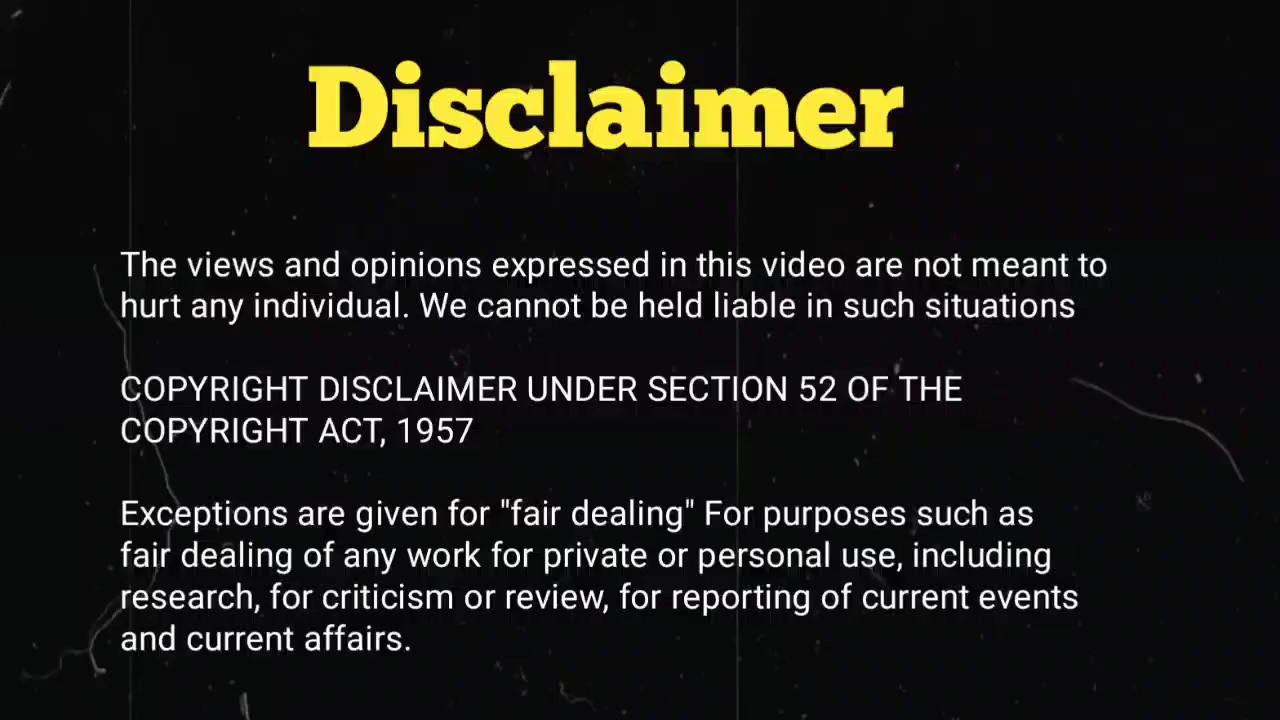 Disclaimer
The views and opinions expressed in this video are not meant to
hurt any individual. We cannot be held liable in such situations
COPYRIGHT DISCLAIMER UNDER SECTION 52 OF THE
COPYRIGHT ACT, 1957
Exceptions are given for "fair dealing" For purposes such as
fair dealing of any work for private or personal use, including
research, for criticism or review, for reporting of current events
and current affairs.